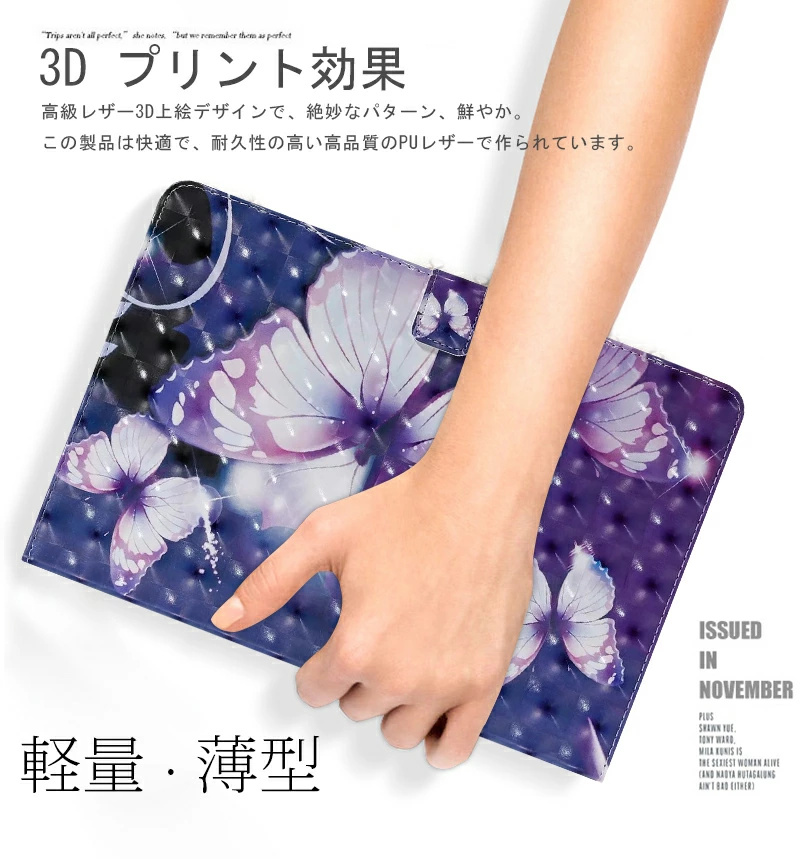 "Trips aren't all perfect," she notes, "but we remember them as perfect
3D プリント効果
高級レザー3D上絵デザインで、絶妙なパターン、鮮やか。
この製品は快適で、耐久性の高い高品質のPUレザーで作られています。
ISSUED
IN
NOVEMBER
PLUS
SHAWN YUE,
TONY WARD,
MILA KUNIS IS
THE SEXIEST WOMAN ALIVE
(AND NADYA HUTAGALUNG
AIN'T BAD EITHER)
軽量 · 薄型